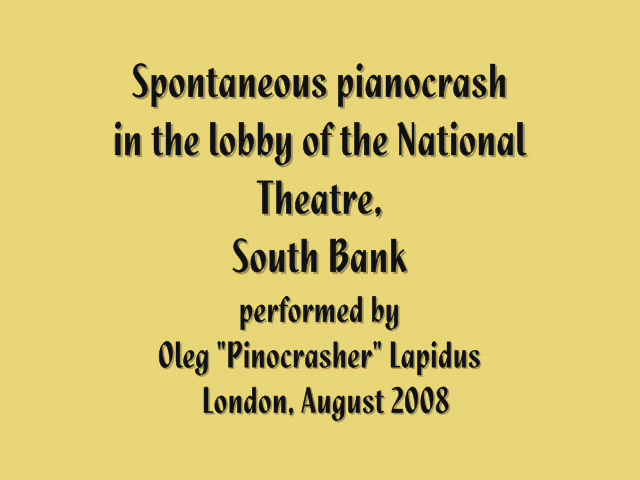 Spontaneous pianocrash
in the lobby of the National
Theatre,
South Bank
performed by
Oleg "Pinocrasher" Lapidus
London, August 2008